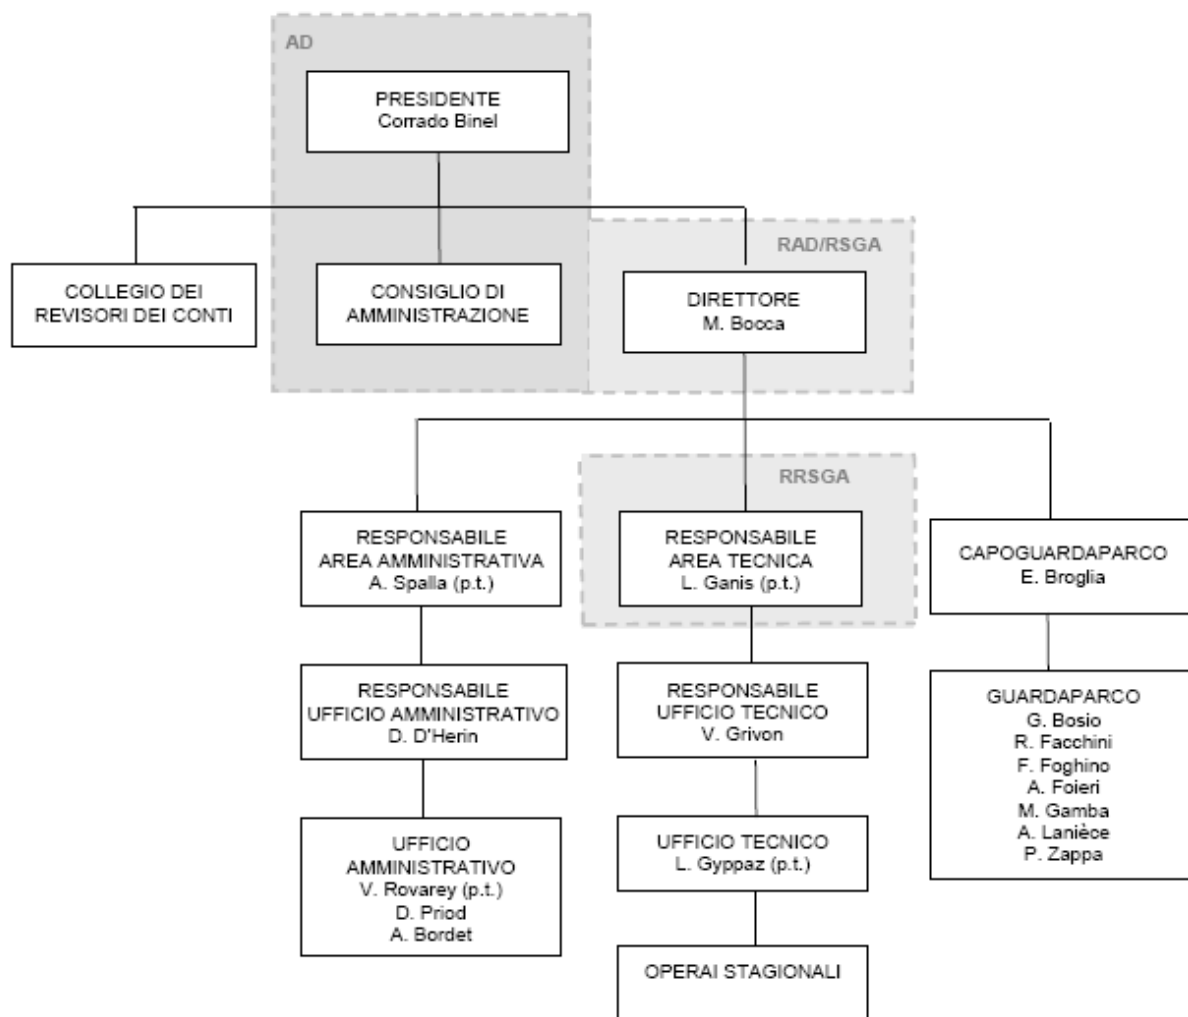 AD
PRESIDENTE
Corrado Binel
COLLEGIO DEI
REVISORI DEI CONTI
CONSIGLIO DI
AMMINISTRAZIONE
RAD/RSGA
DIRETTORE
M. Bocca
RESPONSABILE
AREA AMMINISTRATIVA
A. Spalla (p.t.)
RRSGA
RESPONSABILE
AREA TECNICA
L. Ganis (p.t.)
CAPOGUARDAPARCO
E. Broglia
RESPONSABILE
UFFICIO AMMINISTRATIVO
D. D'Herin
RESPONSABILE
UFFICIO TECNICO
V. Grivon
GUARDAPARCO
G. Bosio
R. Facchini
F. Foghino
A. Foieri
M. Gamba
A. Lanièce
P. Zappa
UFFICIO
AMMINISTRATIVO
V. Rovarey (p.t.)
D. Priod
A. Bordet
UFFICIO TECNICO
L. Gyppaz (p.t.)
OPERAI STAGIONALI